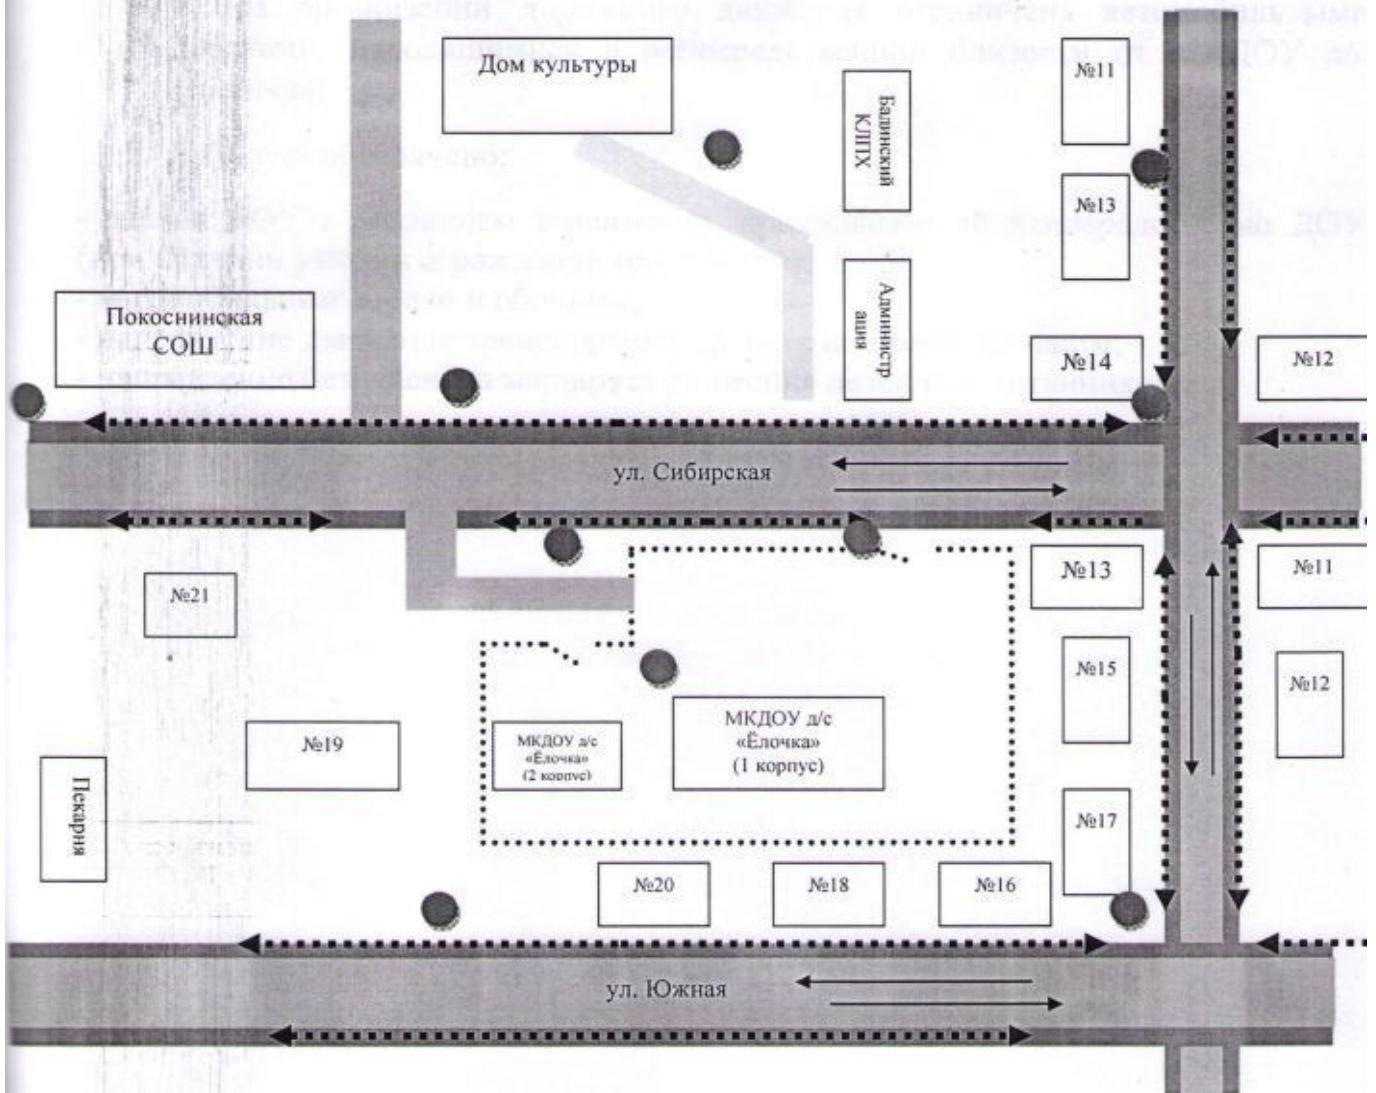 Дом культуры
Балинский
КЛПХ
№11
№13
Покоснинская
СОШ
Администр
ация
№14
№12
ул. Сибирская
№21
№13
№11
№15
№12
№19
МКДОУ д/с
«Ёлочка»
(2 корпус)
МКДОУ д/с
«Ёлочка»
(1 корпус)
Пекарня
№17
№20
№18
№16
ул. Южная